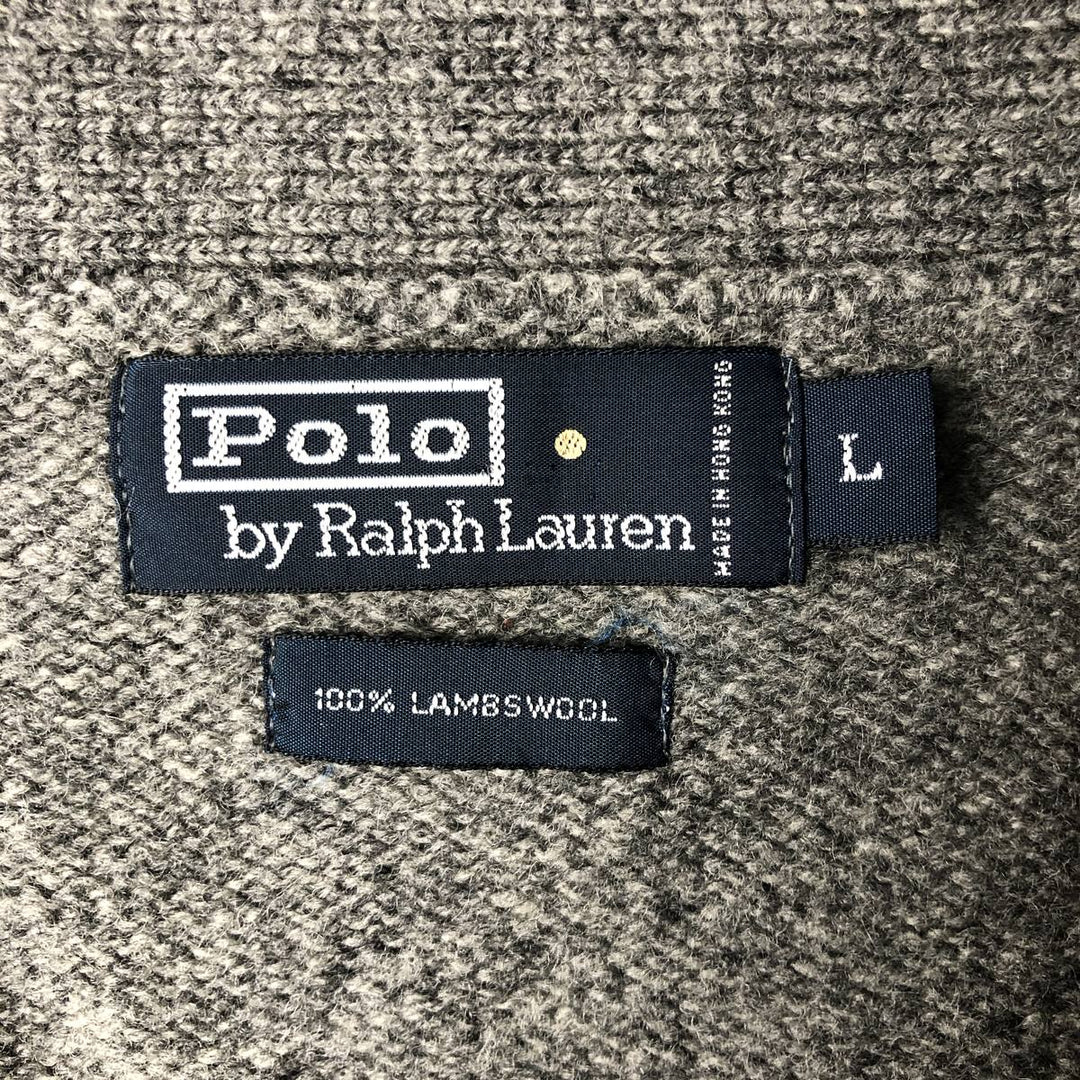 Polo
by Ralph Lauren
MADE IN HONG KONG
L
100% LAMBSWOOL